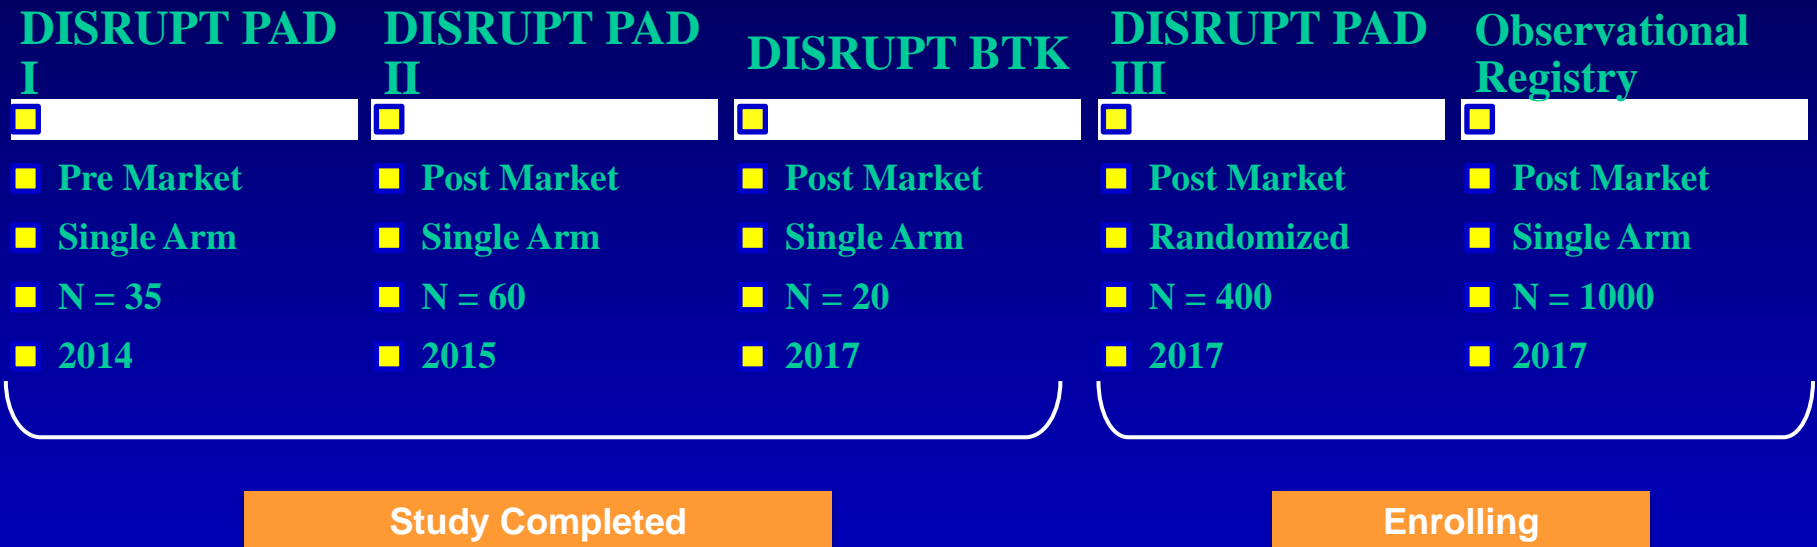 DISRUPT PAD
I
Pre Market
Single Arm
N = 35
2014
DISRUPT PAD
II
Post Market
Single Arm
N = 60
2015
DISRUPT BTK
Post Market
Single Arm
N = 20
2017
DISRUPT PAD
III
Post Market
Randomized
N = 400
2017
Observational
Registry
Post Market
Single Arm
N = 1000
2017
Study Completed
Enrolling